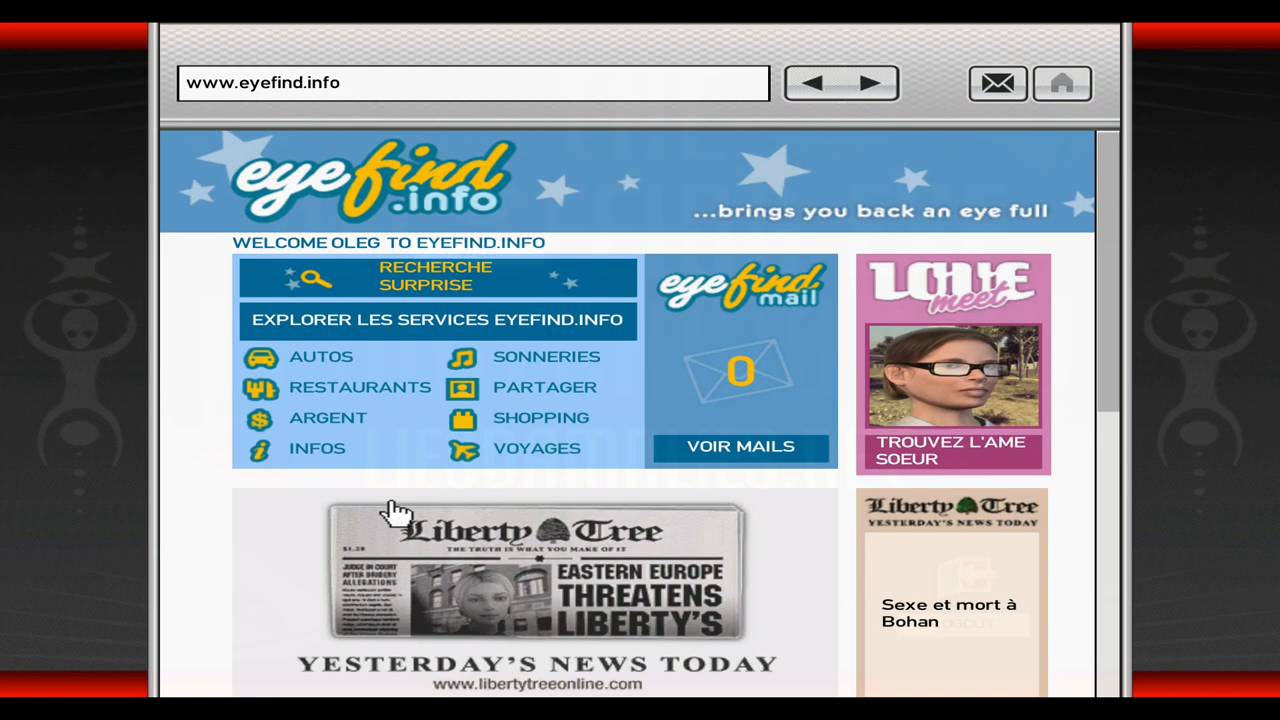 www.eyefind.info
eyefind
.info
...brings you back an eye full
WELCOME OLEG TO EYEFIND.INFO
RECHERCHE
SURPRISE
EXPLORER LES SERVICES EYEFIND.INFO
AUTOS
SONNERIES
RESTAURANTS
PARTAGER
ARGENT
SHOPPING
INFOS
VOYAGES
eyefind
mail
0
VOIR MAILS
LOVE
meet
TROUVEZ L'AME
SOEUR
Liberty Tree
THE TRUTH IS WHAT YOU MAKE OF IT
$1.20
JUDGE IN COURT
AFTER BRIBERY
ALLEGATIONS
EASTERN EUROPE
THREATENS
LIBERTY'S
YESTERDAY'S NEWS TODAY
www.libertytreeonline.com
Liberty Tree
YESTERDAY'S NEWS TODAY
Sexe et mort à
Bohan